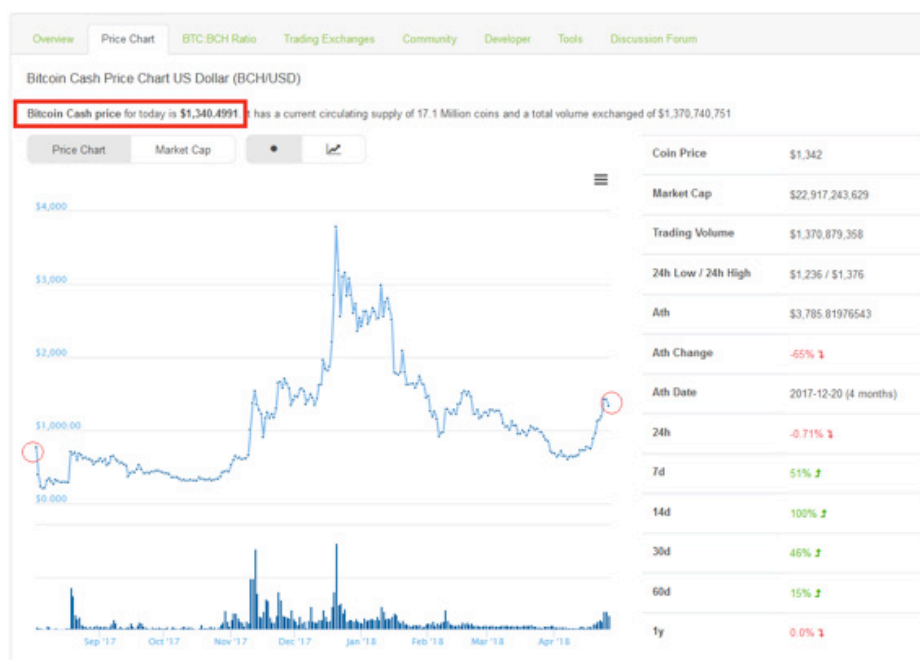 Overview Price Chart BTC:BCH Ratio Trading Exchanges Community Developer Tools Discussion Forum
Bitcoin Cash Price Chart US Dollar (BCH/USD)
Bitcoin Cash price for today is $1,340.4991. It has a current circulating supply of 17.1 Million coins and a total volume exchanged of $1,370,740,751
Price Chart Market Cap
$4,000
$3,000
$2,000
$1,000.00
$0.000
Sep '17 Oct '17 Nov '17 Dec '17 Jan '18 Feb '18 Mar '18 Apr '18
Coin Price $1,342
Market Cap $22,917,243,629
Trading Volume $1,370,879,358
24h Low / 24h High $1,236 / $1,376
Ath $3,785.81976543
Ath Change -65%
Ath Date 2017-12-20 (4 months)
24h -0.71%
7d 51%
14d 100%
30d 46%
60d 15%
1y 0.0%